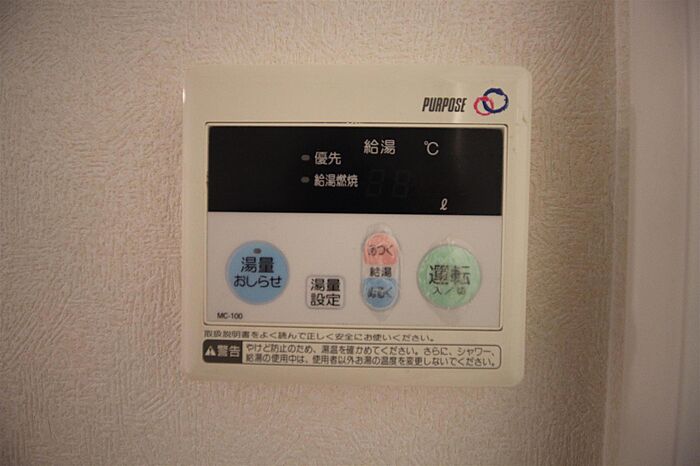 PURPOSE
給湯 ℃
優先
給湯燃焼
ℓ
湯量
おしらせ
湯量
設定
あつく
給湯
ぬるく
運転
入/切
MC-100
取扱説明書をよく読んで正しく安全にお使いください。
警告
やけど防止のため、湯温を確かめてください。さらに、シャワー、
給湯の使用中は、使用者以外お湯の温度を変更しないでください。